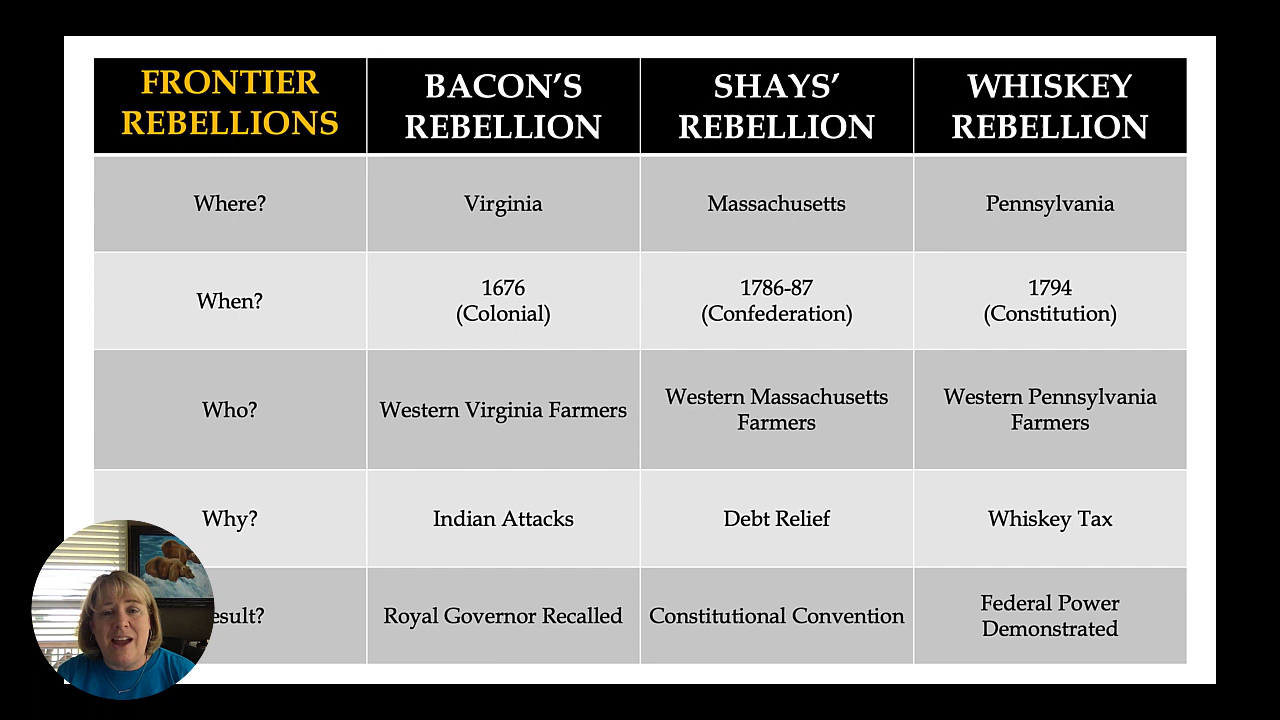 FRONTIER
REBELLIONS
BACON'S
REBELLION
SHAYS'
REBELLION
WHISKEY
REBELLION
Where?
Virginia
Massachusetts
Pennsylvania
When?
1676
(Colonial)
1786-87
(Confederation)
1794
(Constitution)
Who?
Western Virginia Farmers
Western Massachusetts
Farmers
Western Pennsylvania
Farmers
Why?
Indian Attacks
Debt Relief
Whiskey Tax
esult?
Royal Governor Recalled
Constitutional Convention
Federal Power
Demonstrated